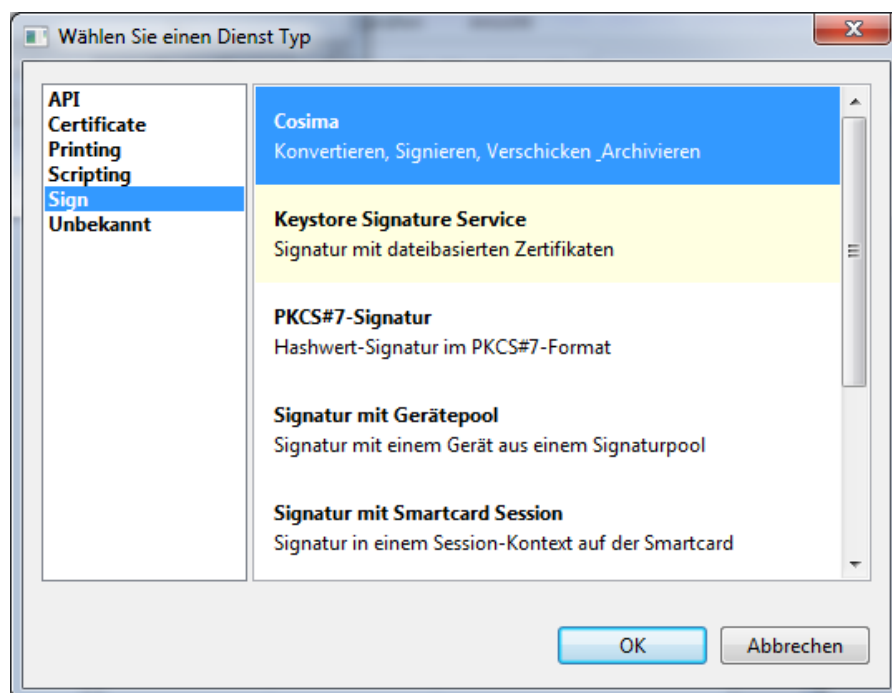 Wählen Sie einen Dienst Typ
API
Certificate
Printing
Scripting
Sign
Unbekannt
Cosima
Konvertieren, Signieren, Verschicken _Archivieren
Keystore Signature Service
Signatur mit dateibasierten Zertifikaten
PKCS#7-Signatur
Hashwert-Signatur im PKCS#7-Format
Signatur mit Gerätepool
Signatur mit einem Gerät aus einem Signaturpool
Signatur mit Smartcard Session
Signatur in einem Session-Kontext auf der Smartcard
OK
Abbrechen